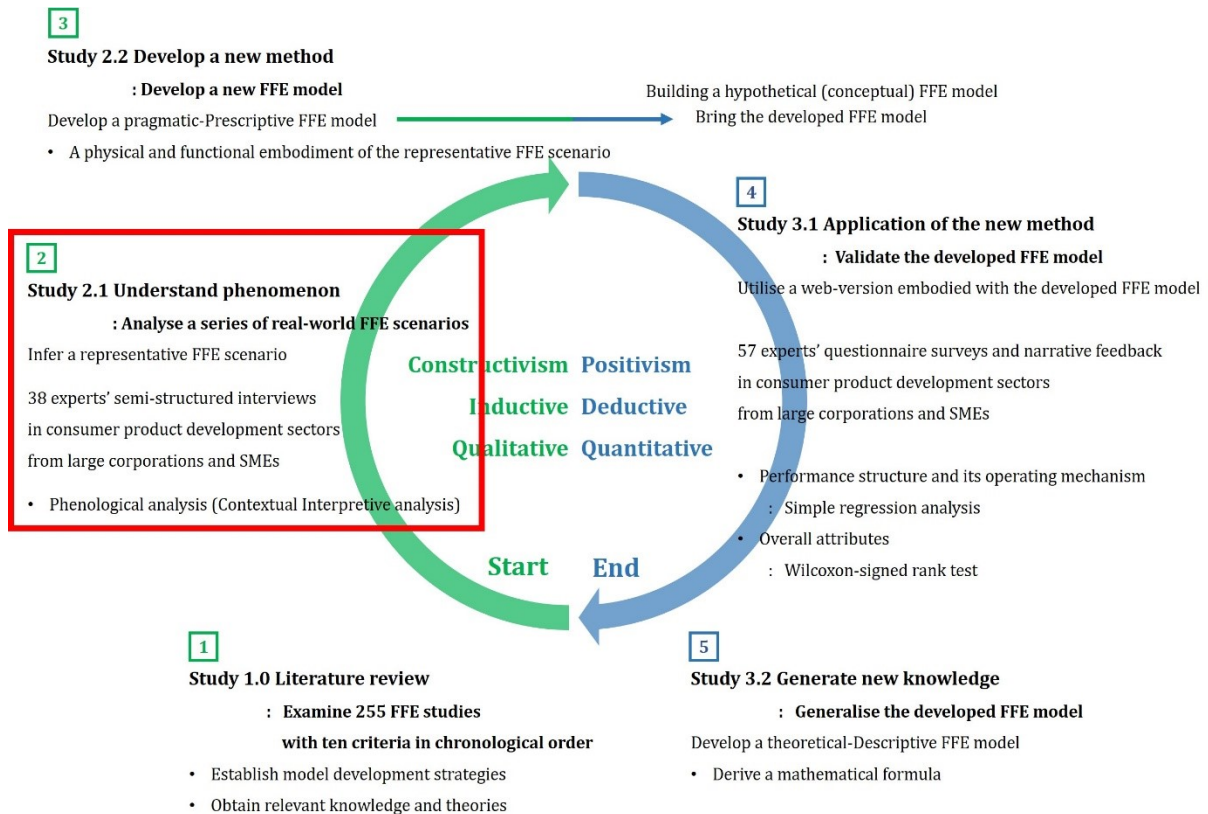 3
Study 2.2 Develop a new method
: Develop a new FFE model
Develop a pragmatic-Prescriptive FFE model
• A physical and functional embodiment of the representative FFE scenario
Building a hypothetical (conceptual) FFE model
Bring the developed FFE model
4
Study 3.1 Application of the new method
: Validate the developed FFE model
Utilise a web-version embodied with the developed FFE model
57 experts' questionnaire surveys and narrative feedback
in consumer product development sectors
from large corporations and SMEs
• Performance structure and its operating mechanism
: Simple regression analysis
• Overall attributes
: Wilcoxon-signed rank test
2
Study 2.1 Understand phenomenon
: Analyse a series of real-world FFE scenarios
Infer a representative FFE scenario
38 experts' semi-structured interviews
in consumer product development sectors
from large corporations and SMEs
• Phenological analysis (Contextual Interpretive analysis)
Constructivism Positivism
Inductive Deductive
Qualitative Quantitative
Start End
1
Study 1.0 Literature review
: Examine 255 FFE studies
with ten criteria in chronological order
• Establish model development strategies
• Obtain relevant knowledge and theories
5
Study 3.2 Generate new knowledge
: Generalise the developed FFE model
Develop a theoretical-Descriptive FFE model
• Derive a mathematical formula